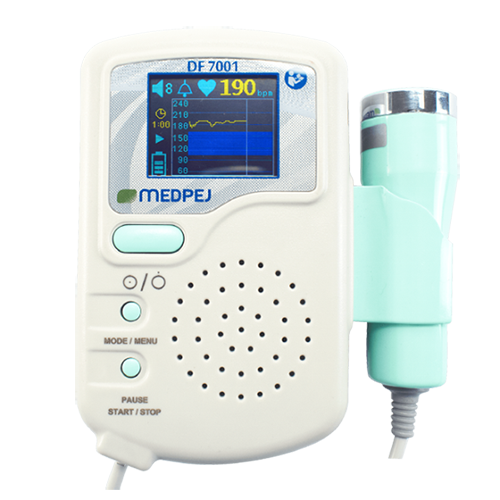 DF 7001
8 190 bpm
240
210
1:00 180
150
120
90
60
MEDPEJ
MODE / MENU
PAUSE
START / STOP